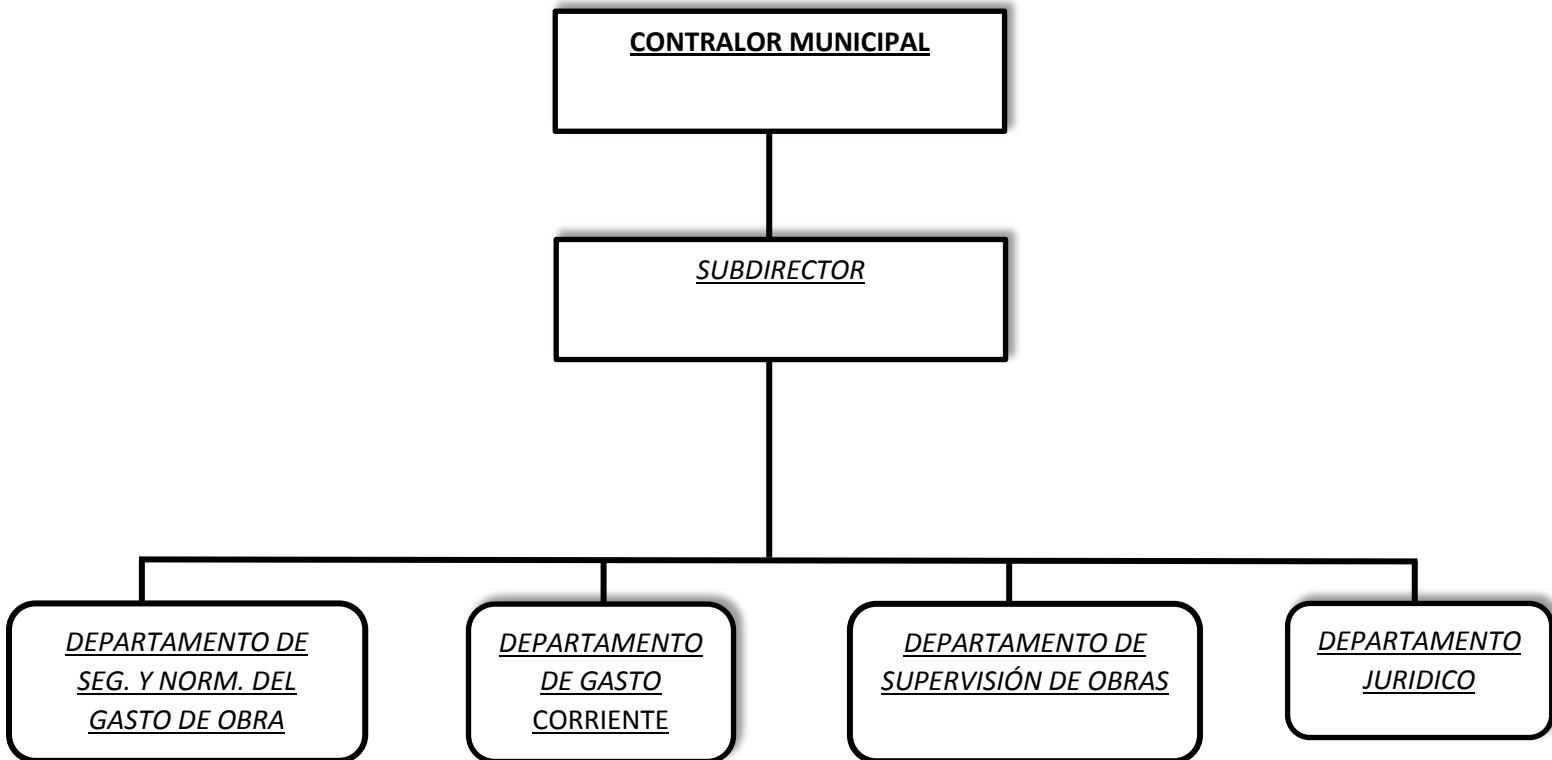 CONTRALOR MUNICIPAL
SUBDIRECTOR
DEPARTAMENTO DE
SEG. Y NORM. DEL
GASTO DE OBRA
DEPARTAMENTO
DE GASTO
CORRIENTE
DEPARTAMENTO DE
SUPERVISIÓN DE OBRAS
DEPARTAMENTO
JURIDICO